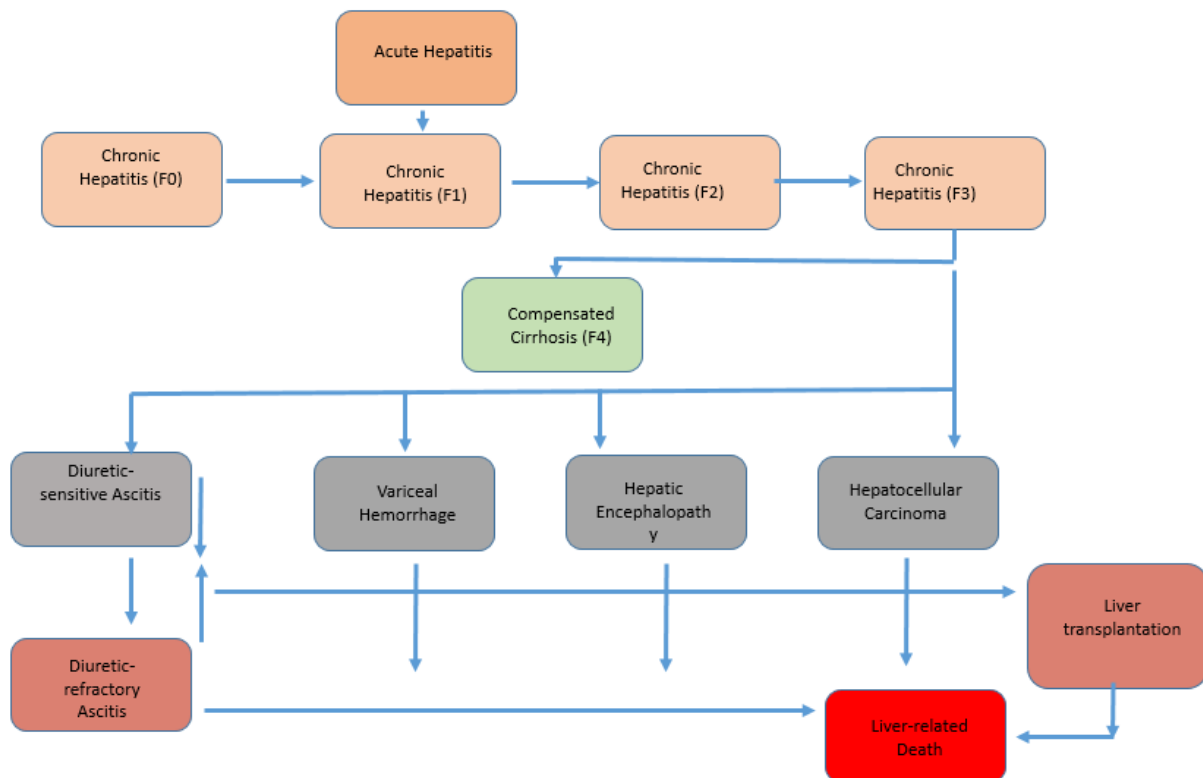 Acute Hepatitis
Chronic
Hepatitis (F0)
Chronic
Hepatitis (F1)
Chronic
Hepatitis (F2)
Chronic
Hepatitis (F3)
Compensated
Cirrhosis (F4)
Diuretic-
sensitive Ascitis
Variceal
Hemorrhage
Hepatic
Encephalopath
y
Hepatocellular
Carcinoma
Liver
transplantation
Diuretic-
refractory
Ascitis
Liver-related
Death